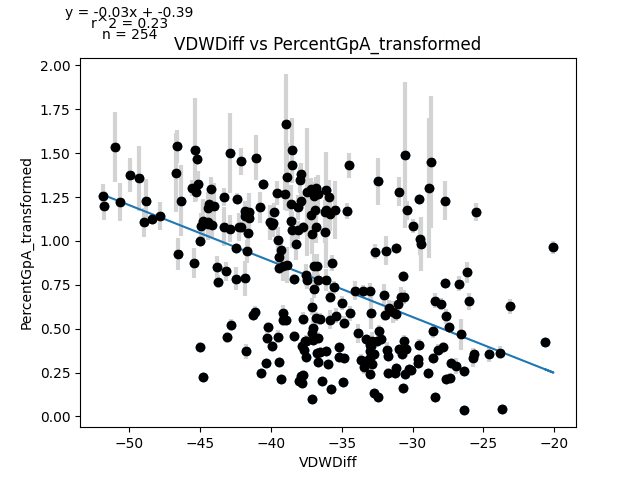 y = -0.03x + -0.39
r^2 = 0.23
n = 254
VDWDiff vs PercentGpA_transformed
2.00
1.75
1.50
1.25
1.00
0.75
0.50
0.25
0.00
PercentGpA_transformed
−50
−45
−40
−35
−30
−25
−20
VDWDiff